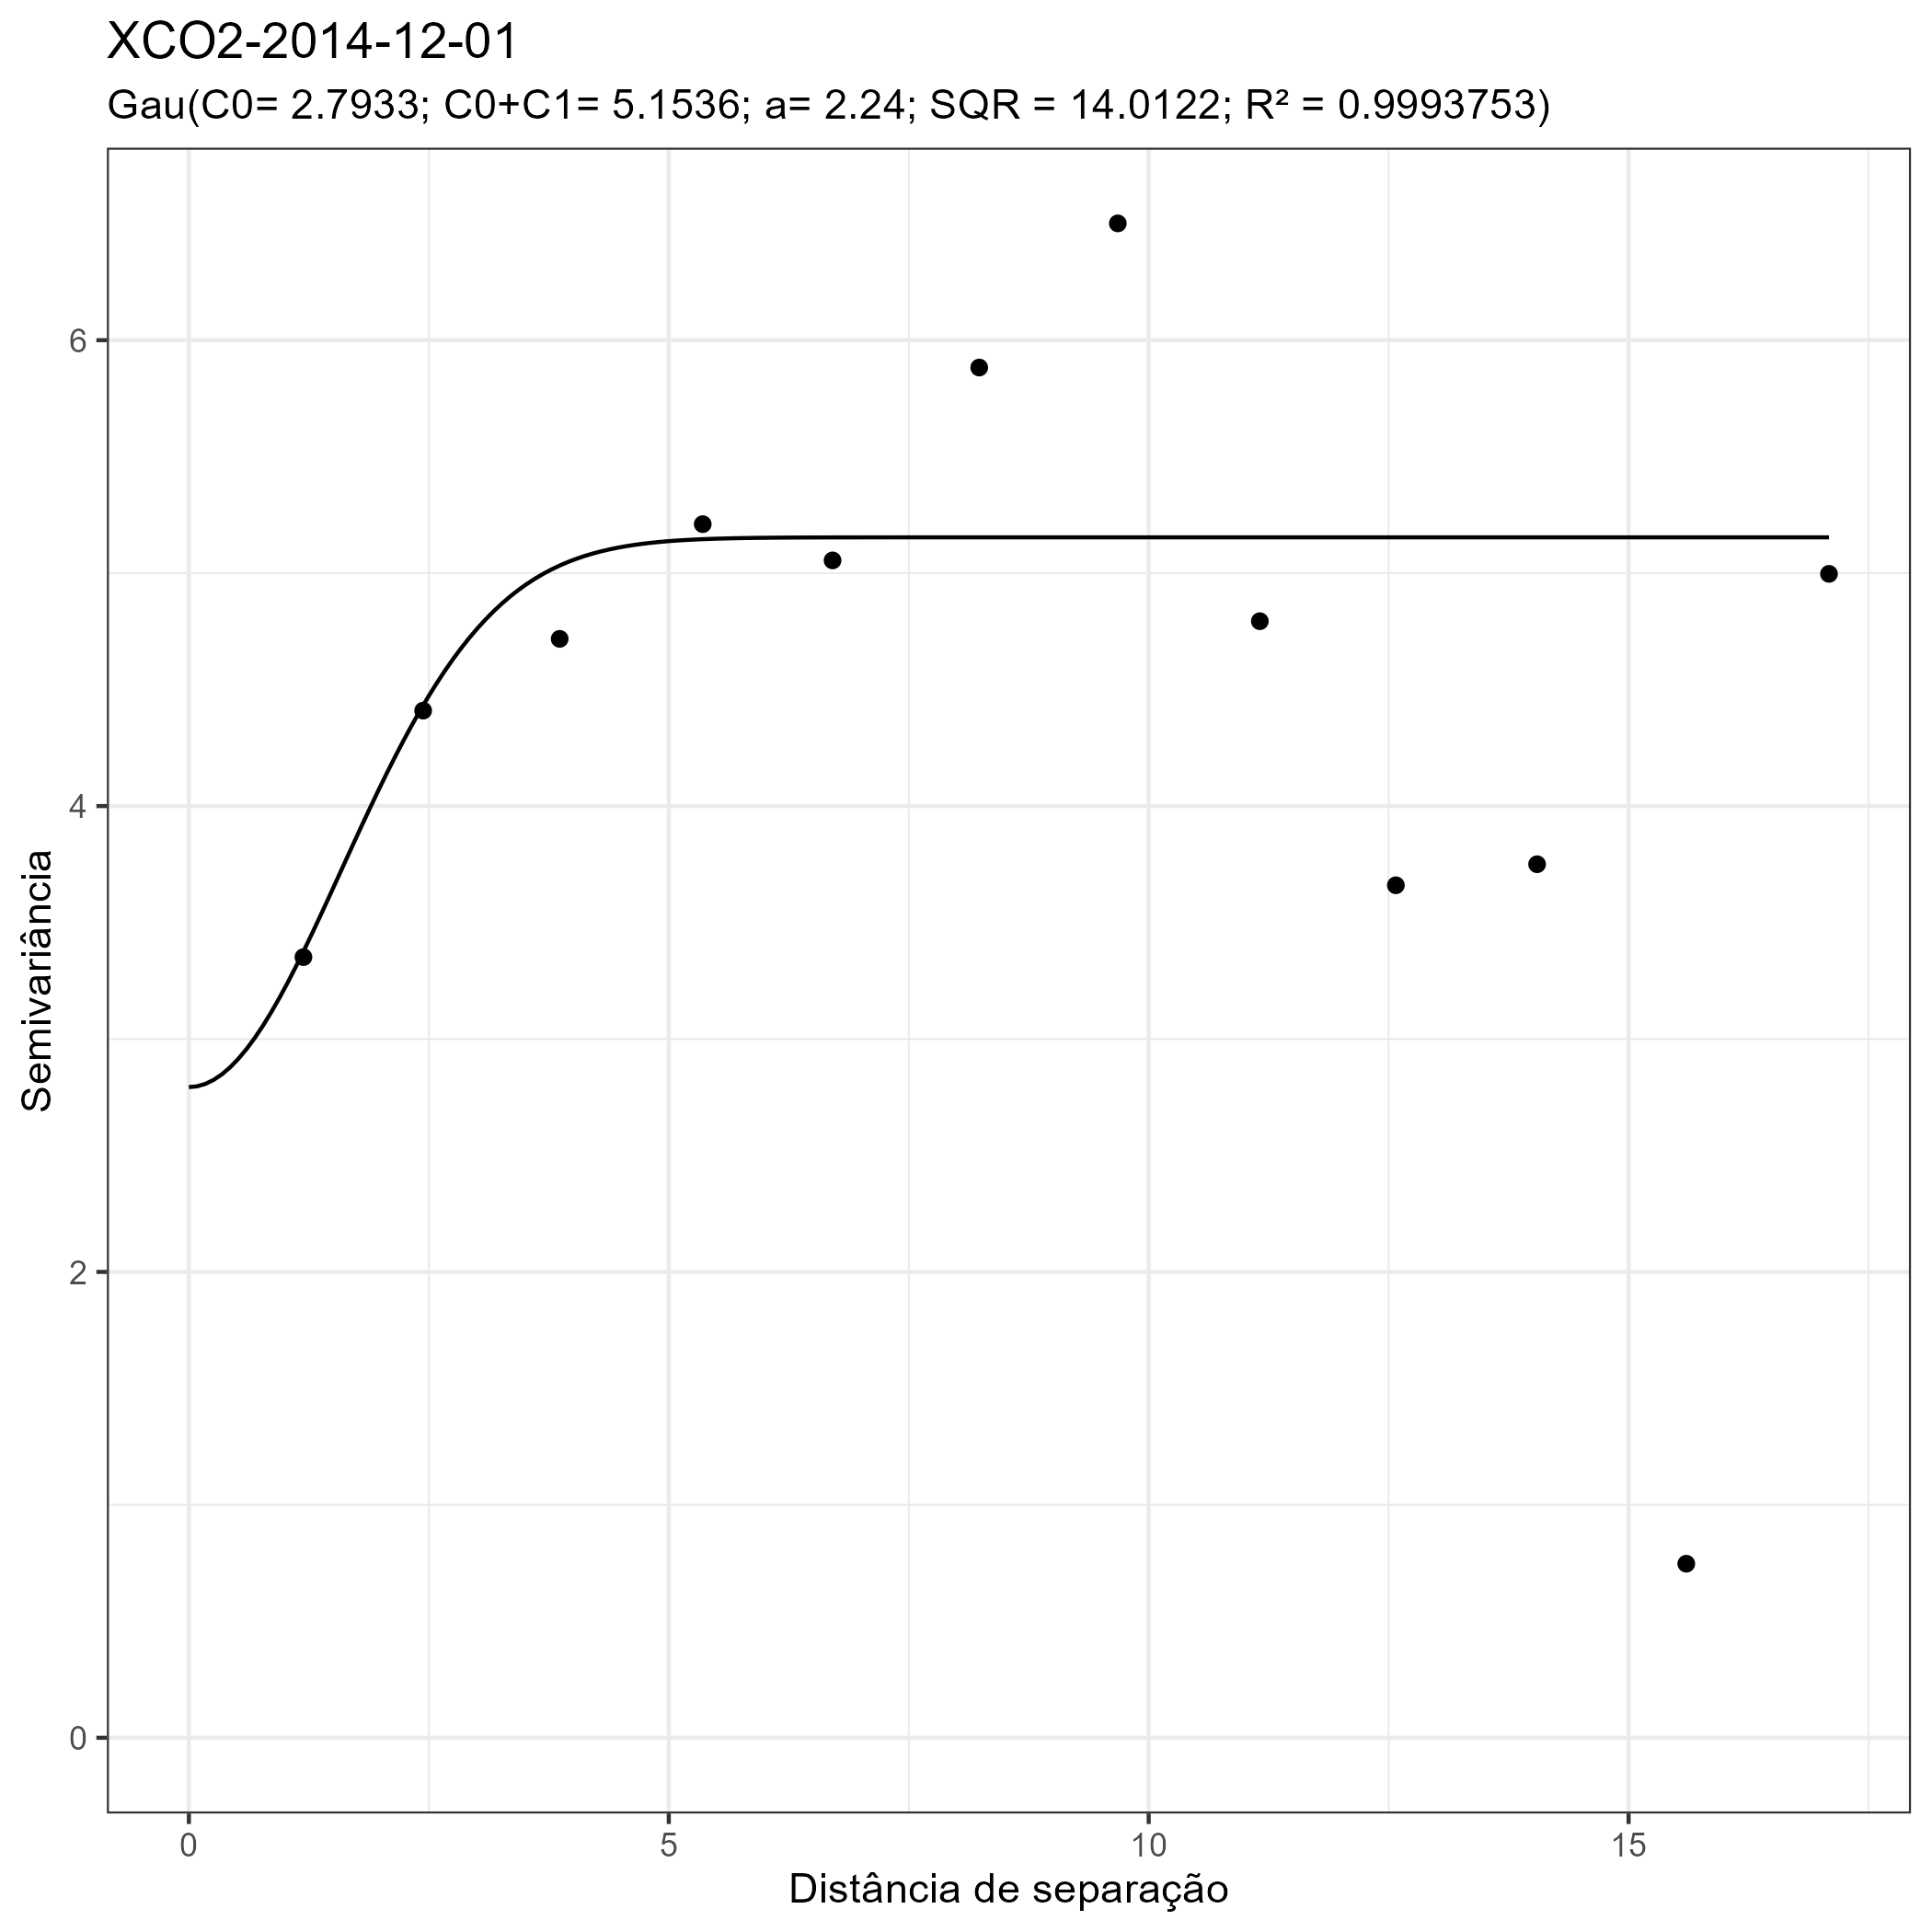 XCO2-2014-12-01
Gau(C0= 2.7933; C0+C1= 5.1536; a= 2.24; SQR = 14.0122; R² = 0.9993753)
Semivariância
6
4
2
0
0 5 10 15
Distância de separação